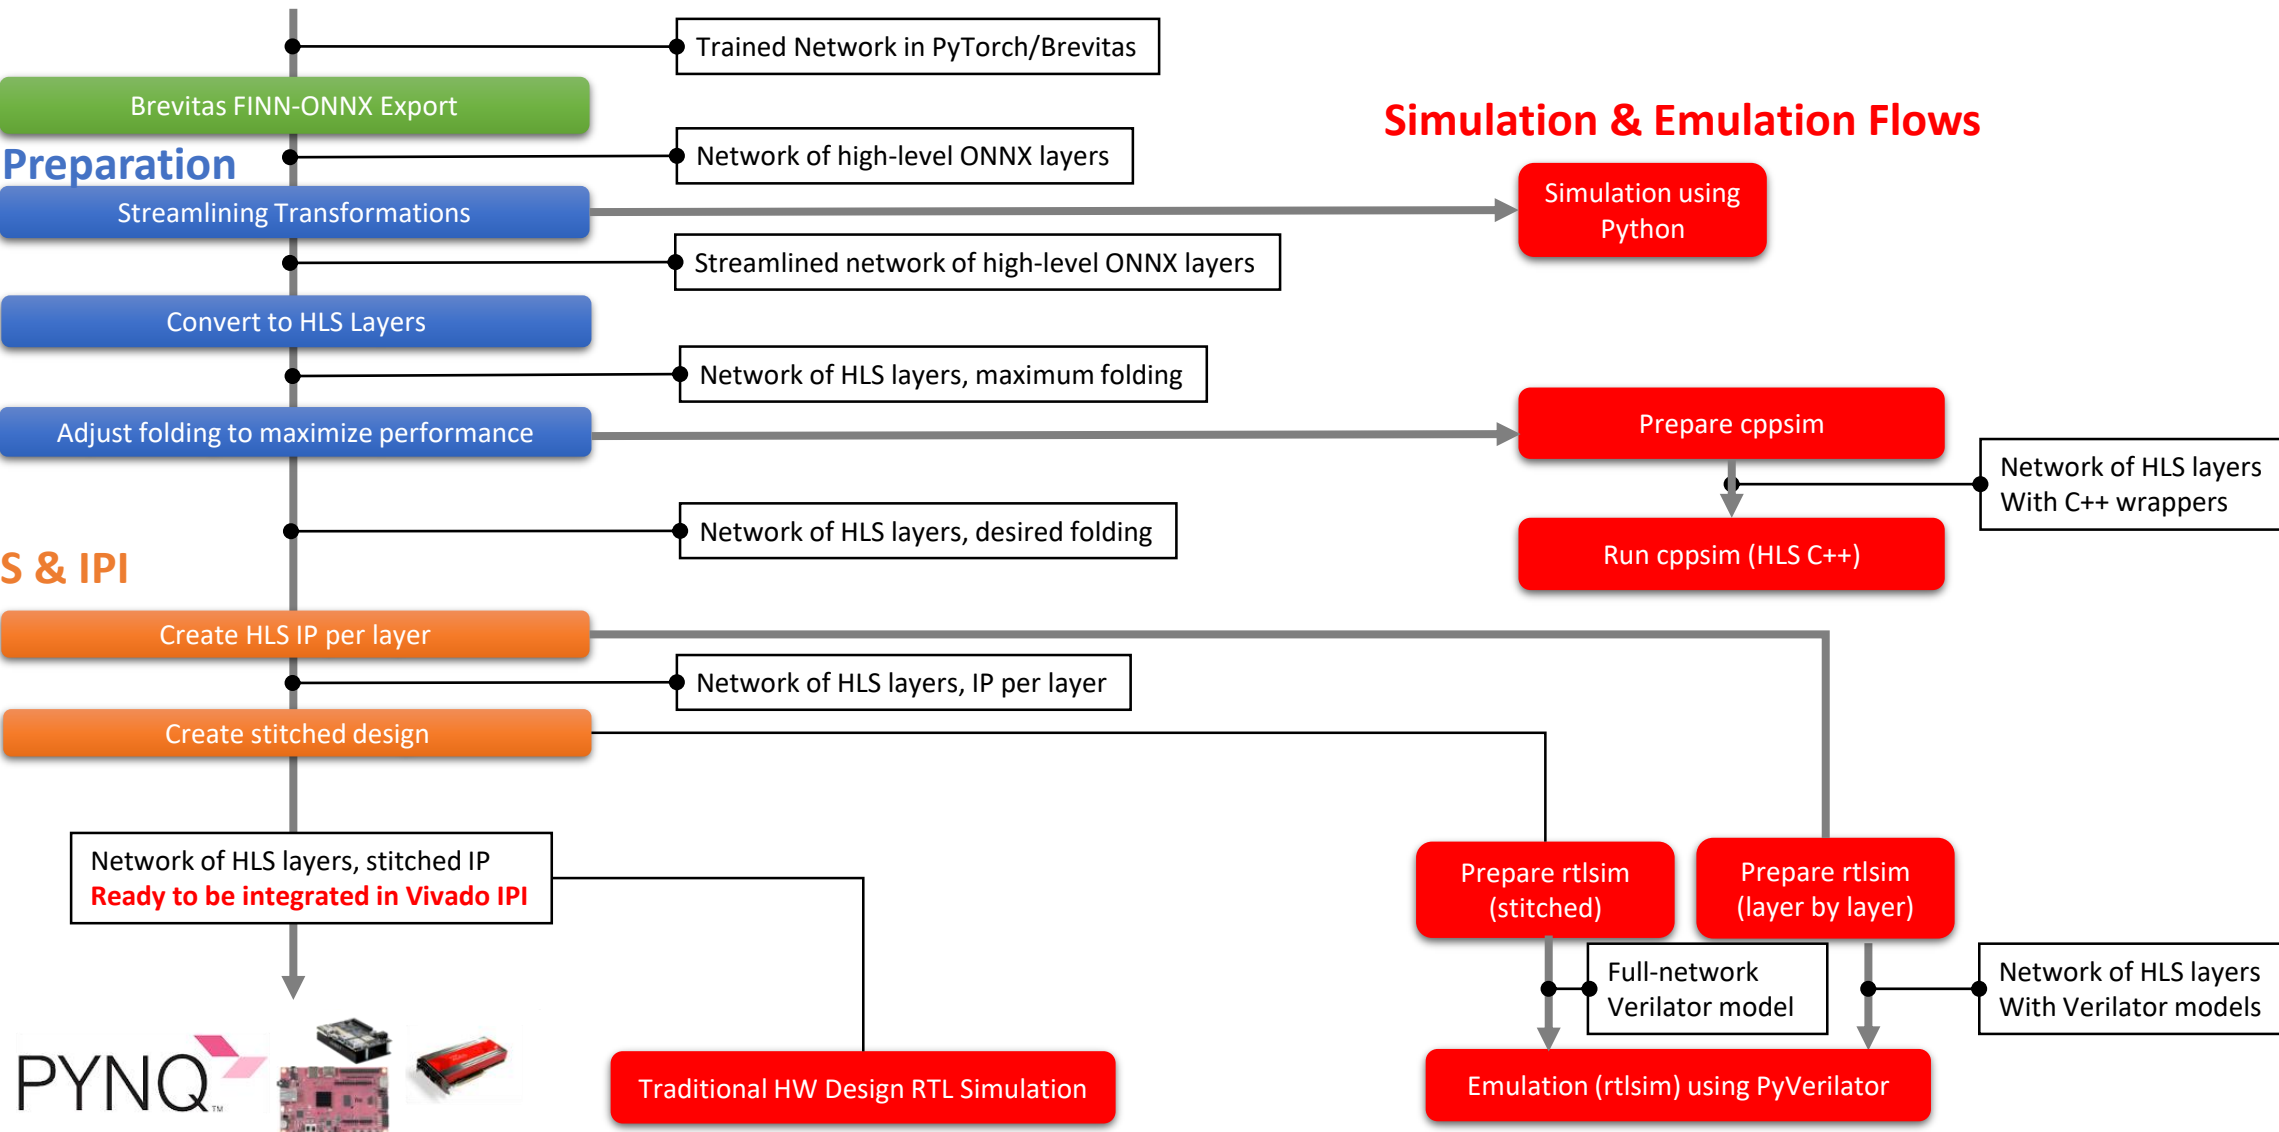 Trained Network in PyTorch/Brevitas
Brevitas FINN-ONNX Export
Simulation & Emulation Flows
Network of high-level ONNX layers
Preparation
Streamlining Transformations
Simulation using
Python
Streamlined network of high-level ONNX layers
Convert to HLS Layers
Network of HLS layers, maximum folding
Adjust folding to maximize performance
Prepare cppsim
Network of HLS layers
With C++ wrappers
Network of HLS layers, desired folding
Run cppsim (HLS C++)
S & IPI
Create HLS IP per layer
Network of HLS layers, IP per layer
Create stitched design
Network of HLS layers, stitched IP
Ready to be integrated in Vivado IPI
Prepare rtlsim
(stitched)
Prepare rtlsim
(layer by layer)
Full-network
Verilator model
Network of HLS layers
With Verilator models
PYNQ™
Traditional HW Design RTL Simulation
Emulation (rtlsim) using PyVerilator